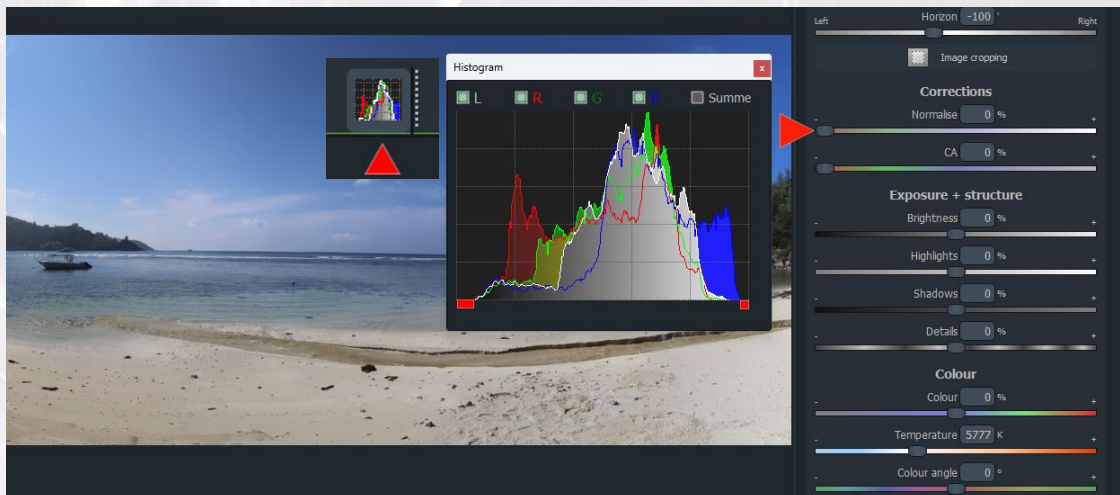 Histogram
x
L R G B Summe
Horizon -100 '
Left Right
Image cropping
Corrections
Normalise 0 %
- +
CA 0 %
- +
Exposure + structure
Brightness 0 %
- +
Highlights 0 %
- +
Shadows 0 %
- +
Details 0 %
- +
Colour
Colour 0 %
- +
Temperature 5777 K
- +
Colour angle 0 °
- +